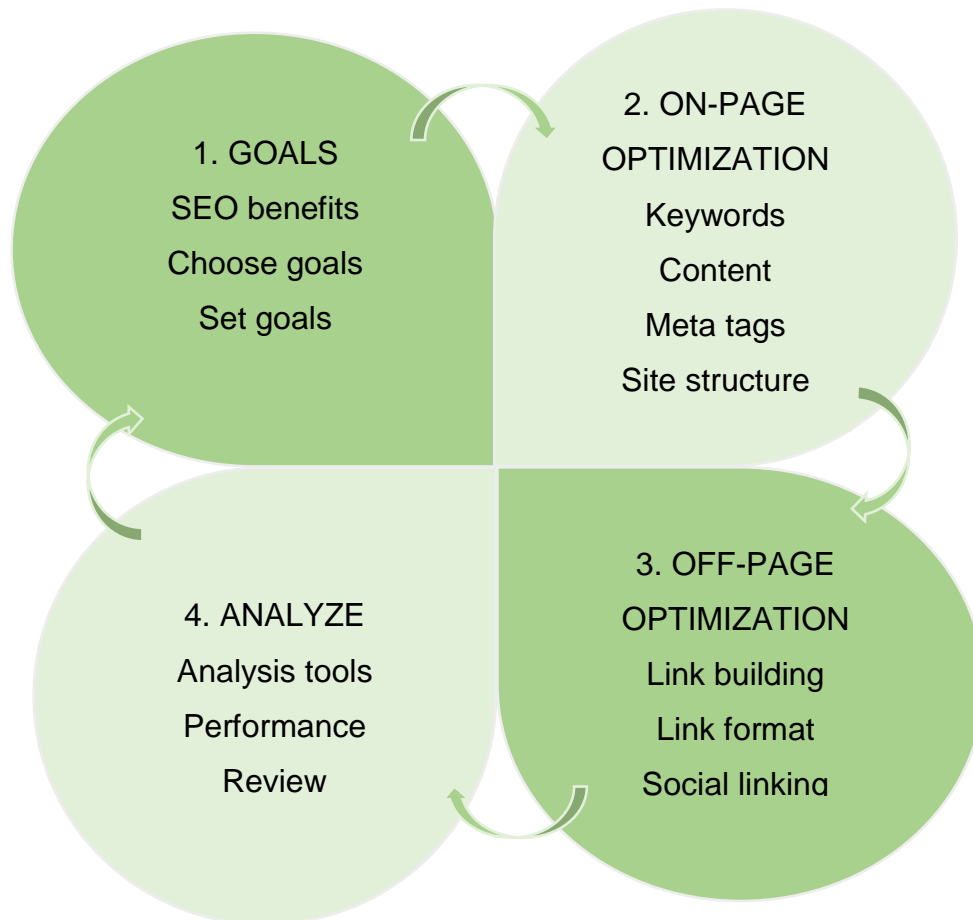 1. GOALS
SEO benefits
Choose goals
Set goals
2. ON-PAGE
OPTIMIZATION
Keywords
Content
Meta tags
Site structure
3. OFF-PAGE
OPTIMIZATION
Link building
Link format
Social linking
4. ANALYZE
Analysis tools
Performance
Review